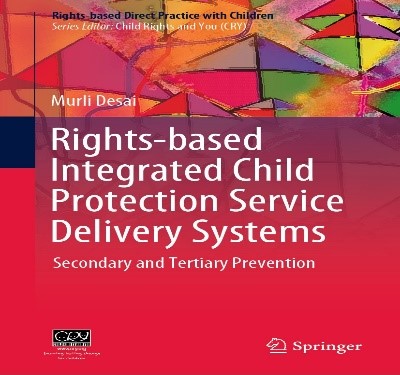 Rights-based Direct Practice with Children
Series Editor: Child Rights and You (CRY)
Murli Desai
Rights-based
Integrated Child
Protection Service
Delivery Systems
Secondary and Tertiary Prevention
CRY
Springer